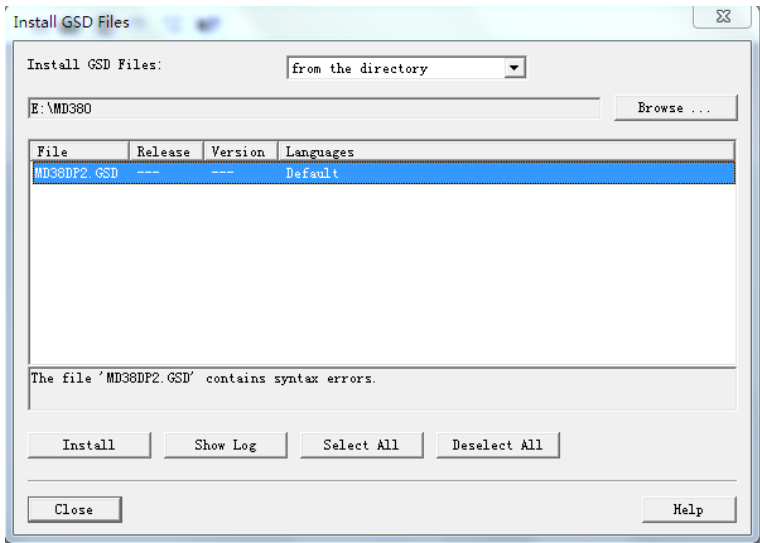 Install GSD Files
Install GSD Files: from the directory
E:\MD380 Browse ...
File Release Version Languages
MD38DP2.GSD --- --- Default
The file 'MD38DP2.GSD' contains syntax errors.
Install Show Log Select All Deselect All
Close Help